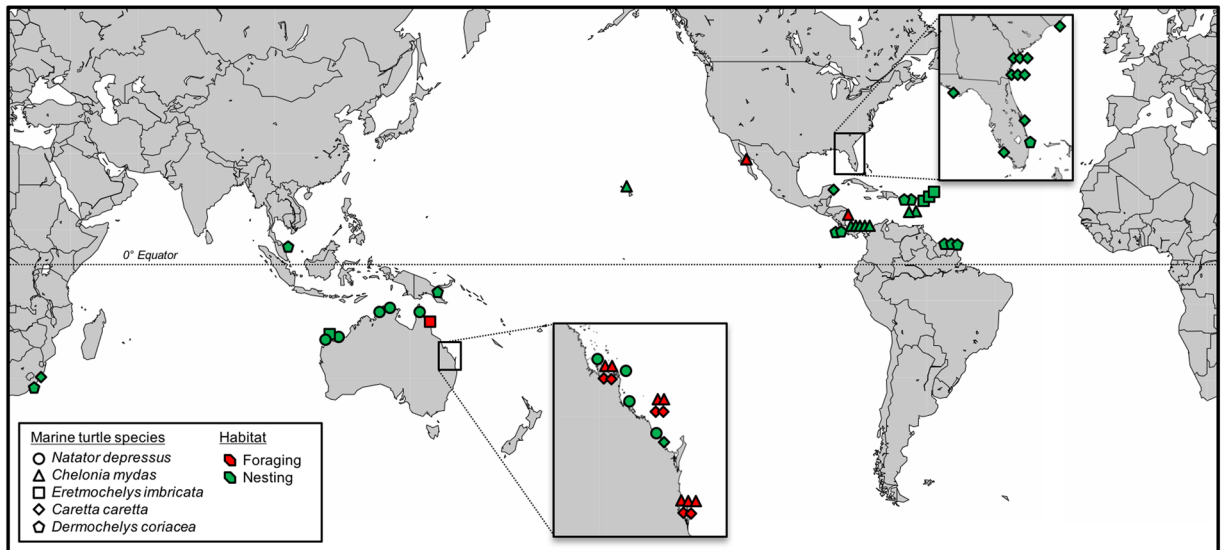 0° Equator
Marine turtle species
Natator depressus
Chelonia mydas
Eretmochelys imbricata
Caretta caretta
Dermochelys coriacea
Habitat
Foraging
Nesting